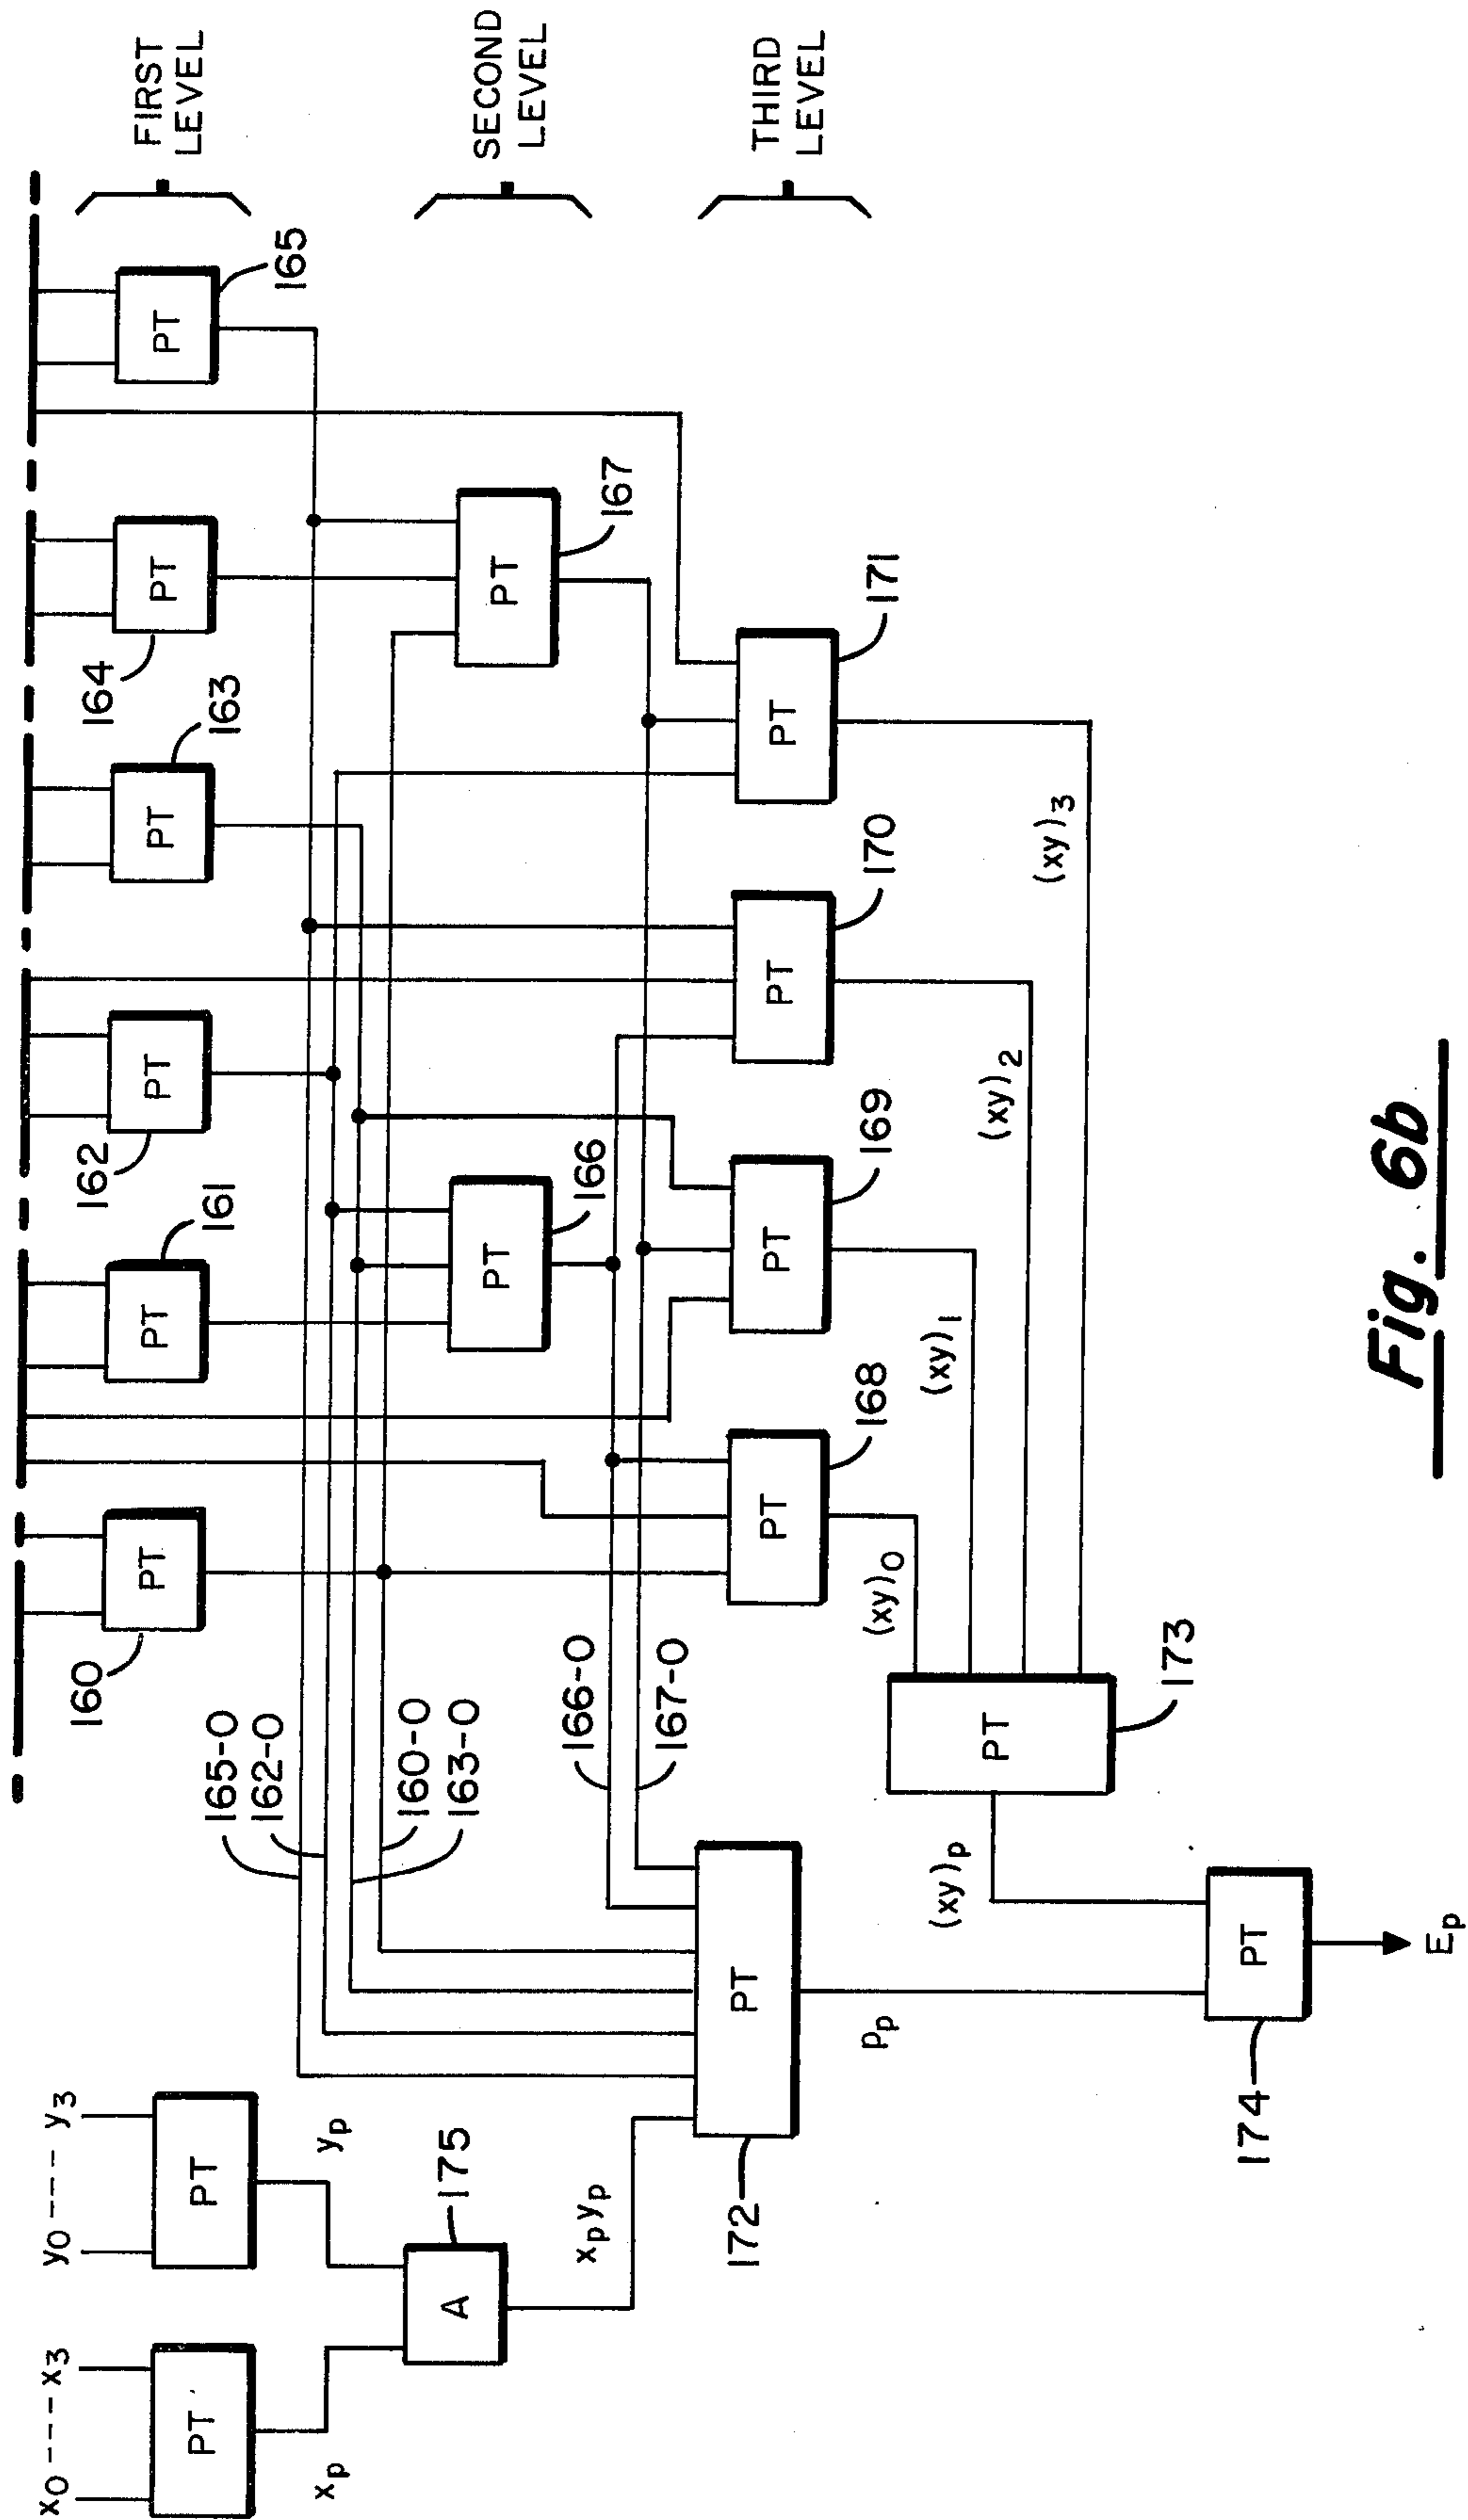 x0 --- x3
y0 --- y3
PT
PT
xp
yp
A
175
xpyp
FIRST
LEVEL
160
PT
161
PT
162
PT
163
PT
164
PT
165
PT
165-0
162-0
160-0
163-0
SECOND
LEVEL
PT
166
PT
167
166-0
167-0
THIRD
LEVEL
PT
172
PT
168
PT
169
PT
170
PT
171
pp
(xy)0
(xy)1
(xy)2
(xy)3
PT
173
(xy)p
PT
174
Ep
Fig. 6b